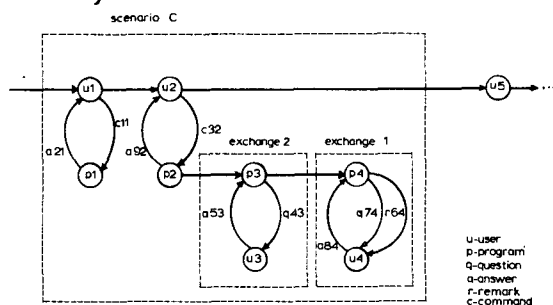 scenario C
u1
u2
u5
...
c11
c32
a21
a92
exchange 2
exchange 1
p1
p2
p3
p4
a53
q43
a84
q74
r64
u3
u4
u-user
p-program
q-question
a-answer
r-remark
c-command